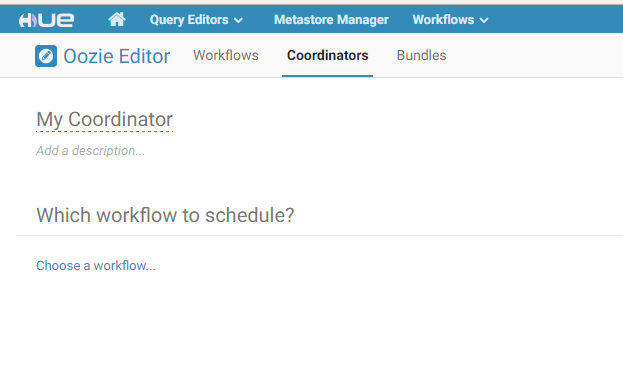 HUE Query Editors Metastore Manager Workflows
Oozie Editor Workflows Coordinators Bundles
My Coordinator
Add a description...
Which workflow to schedule?
Choose a workflow...